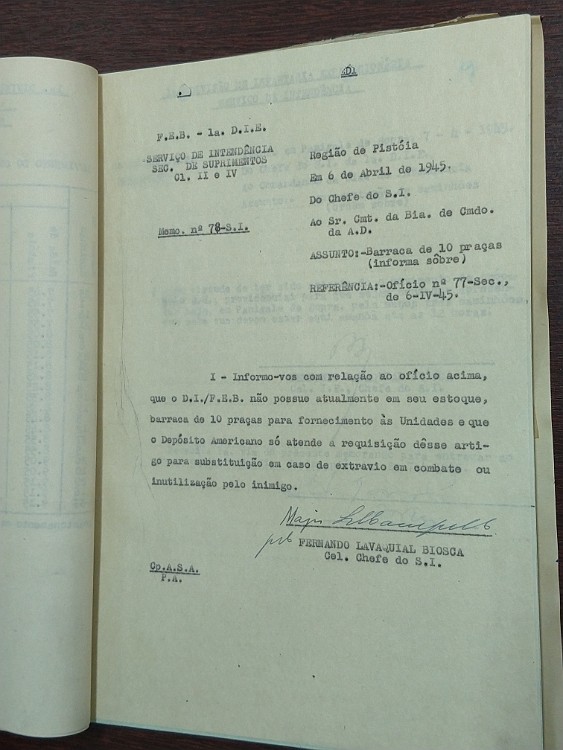 F.E.B. - 1a. D.I.E.
SERVIÇO DE INTENDÊNCIA
SEC. DE SUPRIMENTOS
Cl. II e IV
Memo. nº 78-S.I.
Região de Pistóia
Em 6 de Abril de 1945.
Do Chefe do S.I.
Ao Sr. Cmt. da Bia. de Cmdo.
da A.D.
ASSUNTO:-Barraca de 10 praças
(informa sôbre)
REFERÊNCIA:-Ofício nº 77-Sec.,
de 6-IV-45.
I - Informo-vos com relação ao ofício acima,
que o D.I./F.E.B. não possue atualmente em seu estoque,
barraca de 10 praças para fornecimento às Unidades e que
o Depósito Americano só atende a requisição dêsse arti-
go para substituição em caso de extravio em combate ou
inutilização pelo inimigo.
Major
FERNANDO LAVAQUIAL BIOSCA
Cel. Chefe do S.I.
Cp.A.S.A.
F.A.